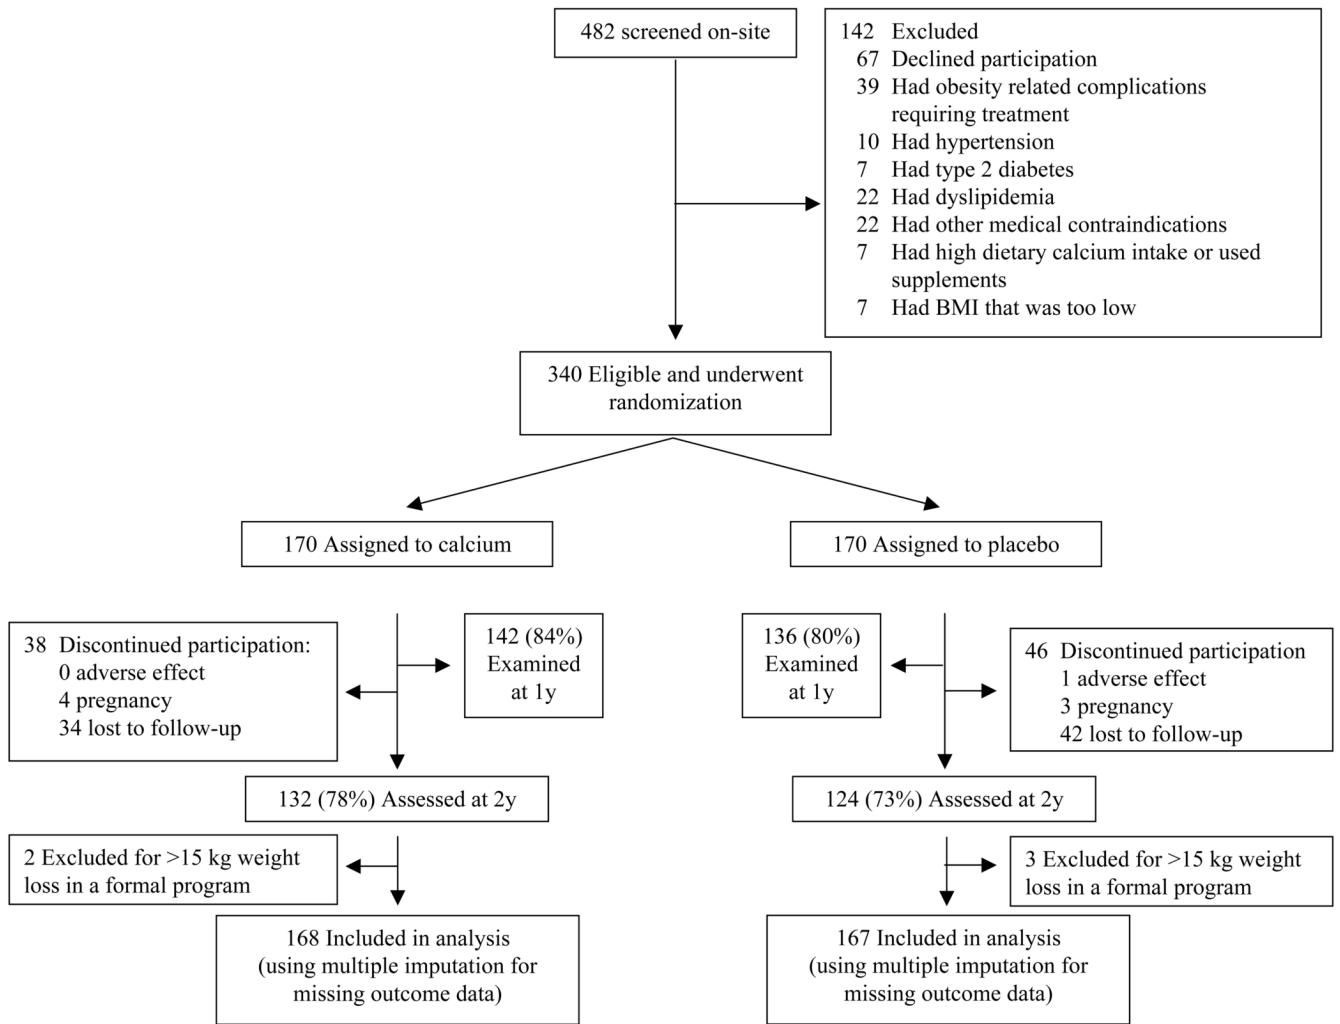 482 screened on-site
142 Excluded
67 Declined participation
39 Had obesity related complications
requiring treatment
10 Had hypertension
7 Had type 2 diabetes
22 Had dyslipidemia
22 Had other medical contraindications
7 Had high dietary calcium intake or used
supplements
7 Had BMI that was too low
340 Eligible and underwent
randomization
170 Assigned to calcium
170 Assigned to placebo
38 Discontinued participation:
0 adverse effect
4 pregnancy
34 lost to follow-up
142 (84%)
Examined
at 1y
136 (80%)
Examined
at 1y
46 Discontinued participation
1 adverse effect
3 pregnancy
42 lost to follow-up
132 (78%) Assessed at 2y
124 (73%) Assessed at 2y
2 Excluded for >15 kg weight
loss in a formal program
3 Excluded for >15 kg weight
loss in a formal program
168 Included in analysis
(using multiple imputation for
missing outcome data)
167 Included in analysis
(using multiple imputation for
missing outcome data)